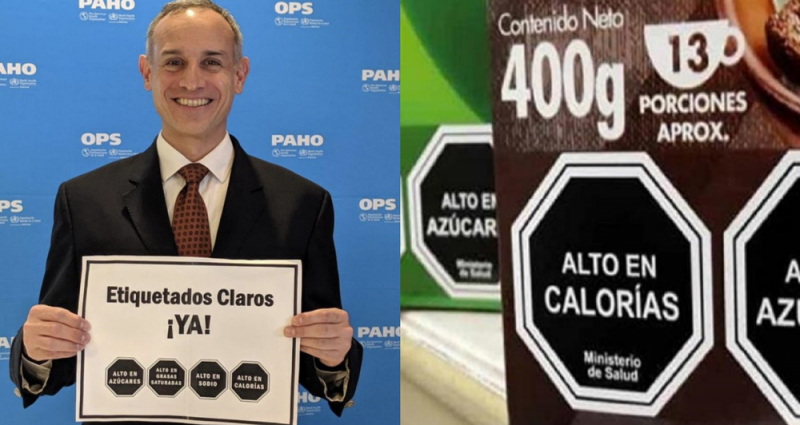 OPS
PAHO
OPS
PAHO
OPS
PAHO
OPS
PAHO
OPS
PAHO
Etiquetados Claros
¡YA!
ALTO EN
AZÚCARES
ALTO EN
GRASAS
SATURADAS
ALTO EN
SODIO
ALTO EN
CALORÍAS
Contenido Neto
400g
13
PORCIONES
APROX.
ALTO EN
AZÚCARES
Ministerio
de Salud
ALTO EN
CALORÍAS
Ministerio
de Salud